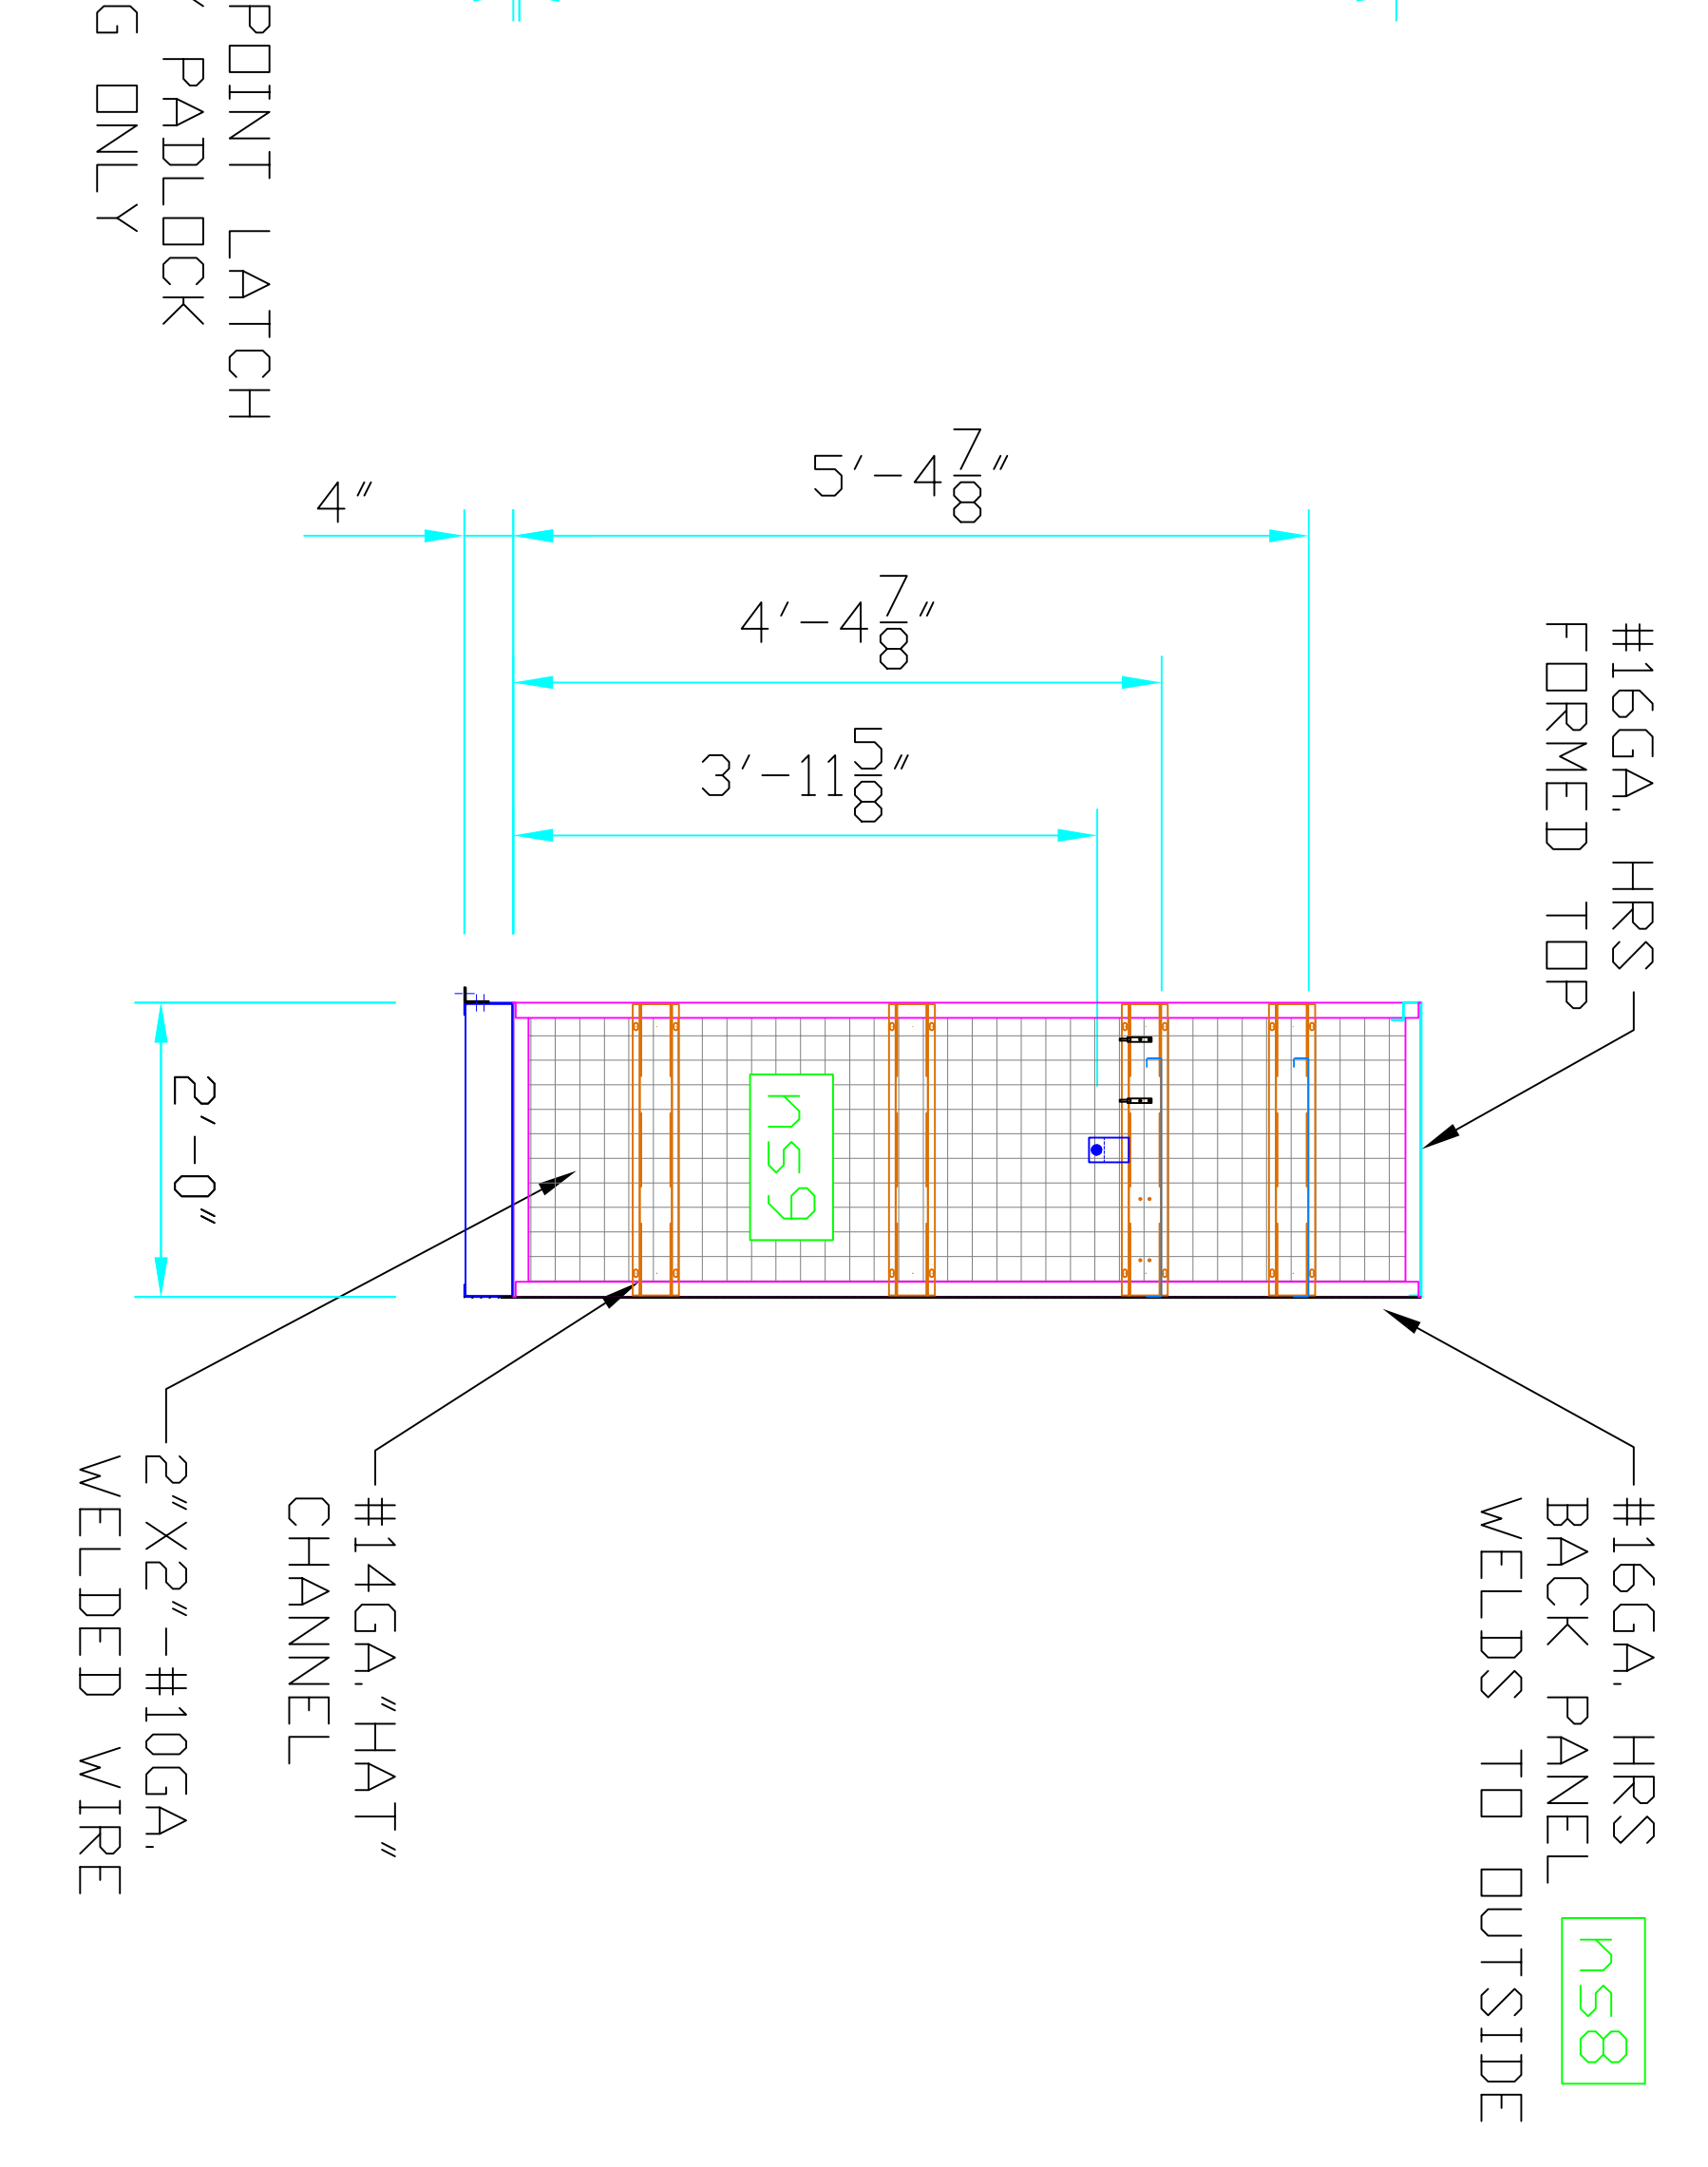 #16GA. HRS
FORMED TOP
#16GA. HRS
BACK PANEL
WELDS TO OUTSIDE
ns8
5'-4 7/8"
4'-4 7/8"
3'-11 5/8"
4"
ns9
2'-0"
#14GA."HAT"
CHANNEL
2"X2"-#10GA.
WELDED WIRE
POINT LATCH
PADLOCK
G ONLY